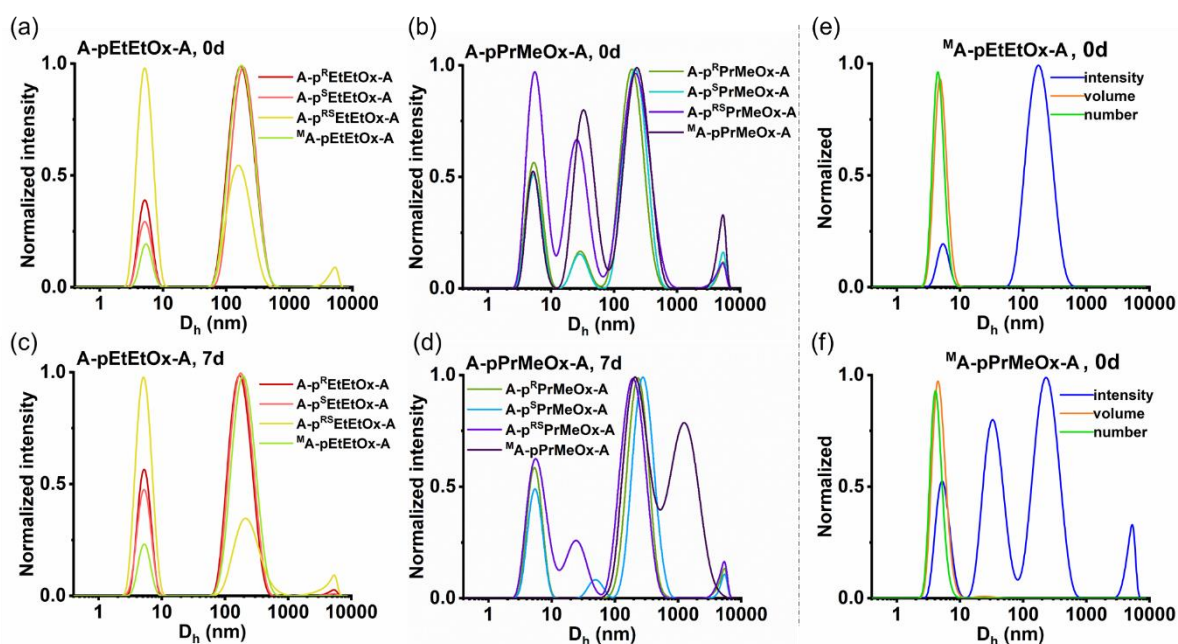 (a)
A-pEtEtOx-A, 0d
A-pᴿEtEtOx-A
A-pˢEtEtOx-A
A-pᴿˢEtEtOx-A
ᴹA-pEtEtOx-A
Normalized intensity
1.0
0.5
0.0
1 10 100 1000 10000
Dₕ (nm)
(b)
A-pPrMeOx-A, 0d
A-pᴿPrMeOx-A
A-pˢPrMeOx-A
A-pᴿˢPrMeOx-A
ᴹA-pPrMeOx-A
Normalized intensity
1.0
0.5
0.0
1 10 100 1000 10000
Dₕ (nm)
(e)
ᴹA-pEtEtOx-A , 0d
intensity
volume
number
Normalized
1.0
0.5
0.0
1 10 100 1000 10000
Dₕ (nm)
(c)
A-pEtEtOx-A, 7d
A-pᴿEtEtOx-A
A-pˢEtEtOx-A
A-pᴿˢEtEtOx-A
ᴹA-pEtEtOx-A
Normalized intensity
1.0
0.5
0.0
1 10 100 1000 10000
Dₕ (nm)
(d)
A-pPrMeOx-A, 7d
A-pᴿPrMeOx-A
A-pˢPrMeOx-A
A-pᴿˢPrMeOx-A
ᴹA-pPrMeOx-A
Normalized intensity
1.0
0.5
0.0
1 10 100 1000 10000
Dₕ (nm)
(f)
ᴹA-pPrMeOx-A , 0d
intensity
volume
number
Normalized
1.0
0.5
0.0
1 10 100 1000 10000
Dₕ (nm)